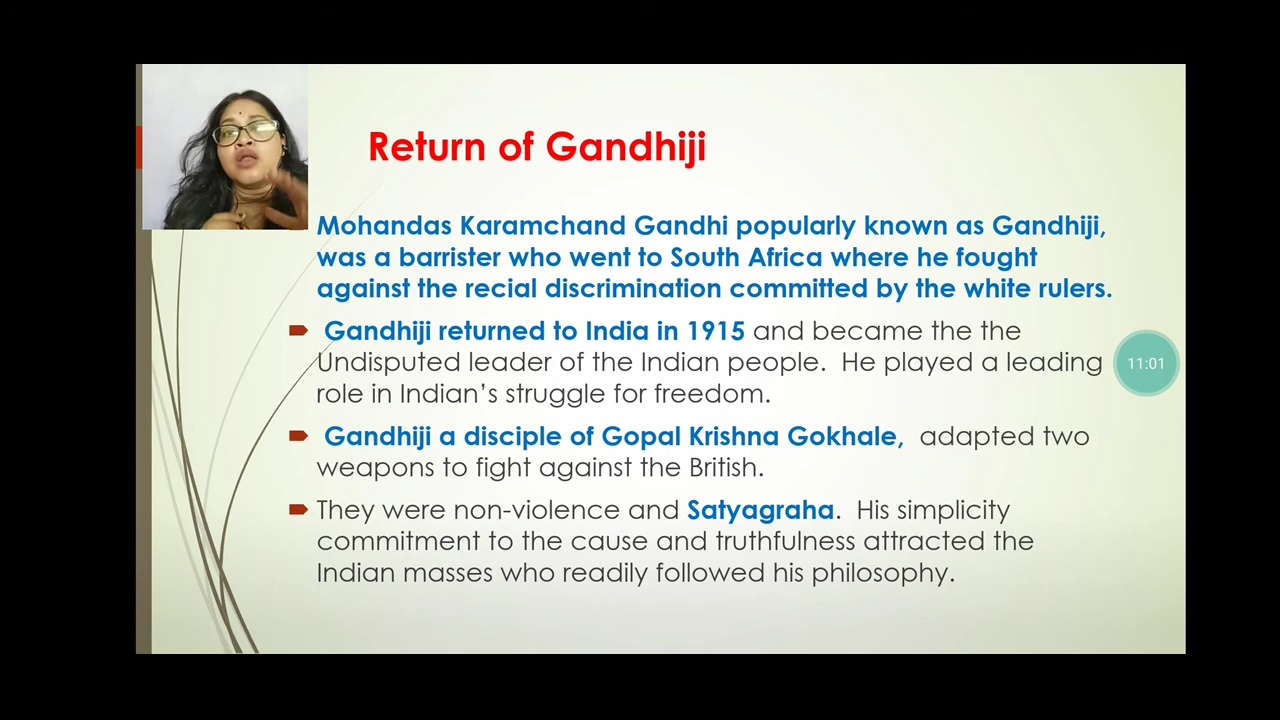 Return of Gandhiji
Mohandas Karamchand Gandhi popularly known as Gandhiji,
was a barrister who went to South Africa where he fought
against the recial discrimination committed by the white rulers.
Gandhiji returned to India in 1915 and became the the
Undisputed leader of the Indian people. He played a leading
role in Indian’s struggle for freedom.
Gandhiji a disciple of Gopal Krishna Gokhale, adapted two
weapons to fight against the British.
They were non-violence and Satyagraha. His simplicity
commitment to the cause and truthfulness attracted the
Indian masses who readily followed his philosophy.
11:01